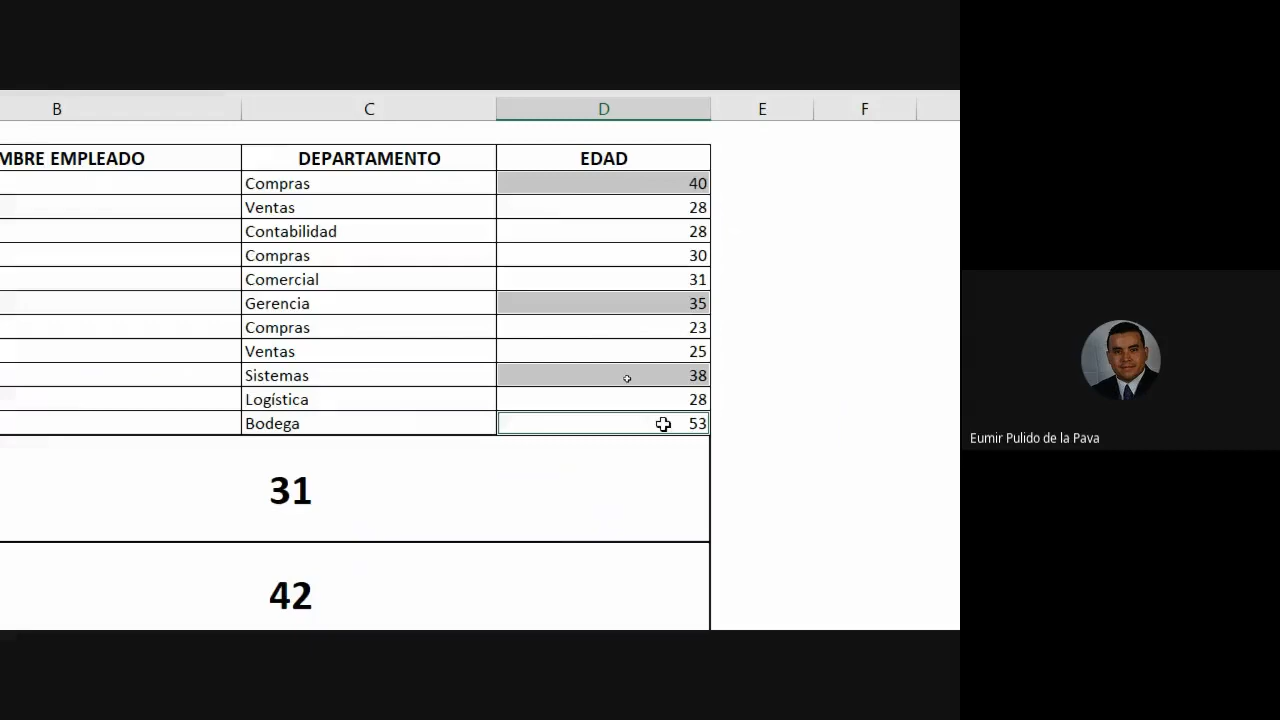 B C D E F
MBRE EMPLEADO DEPARTAMENTO EDAD
Compras 40
Ventas 28
Contabilidad 28
Compras 30
Comercial 31
Gerencia 35
Compras 23
Ventas 25
Sistemas 38
Logística 28
Bodega 53
31
42
Eumir Pulido de la Pava